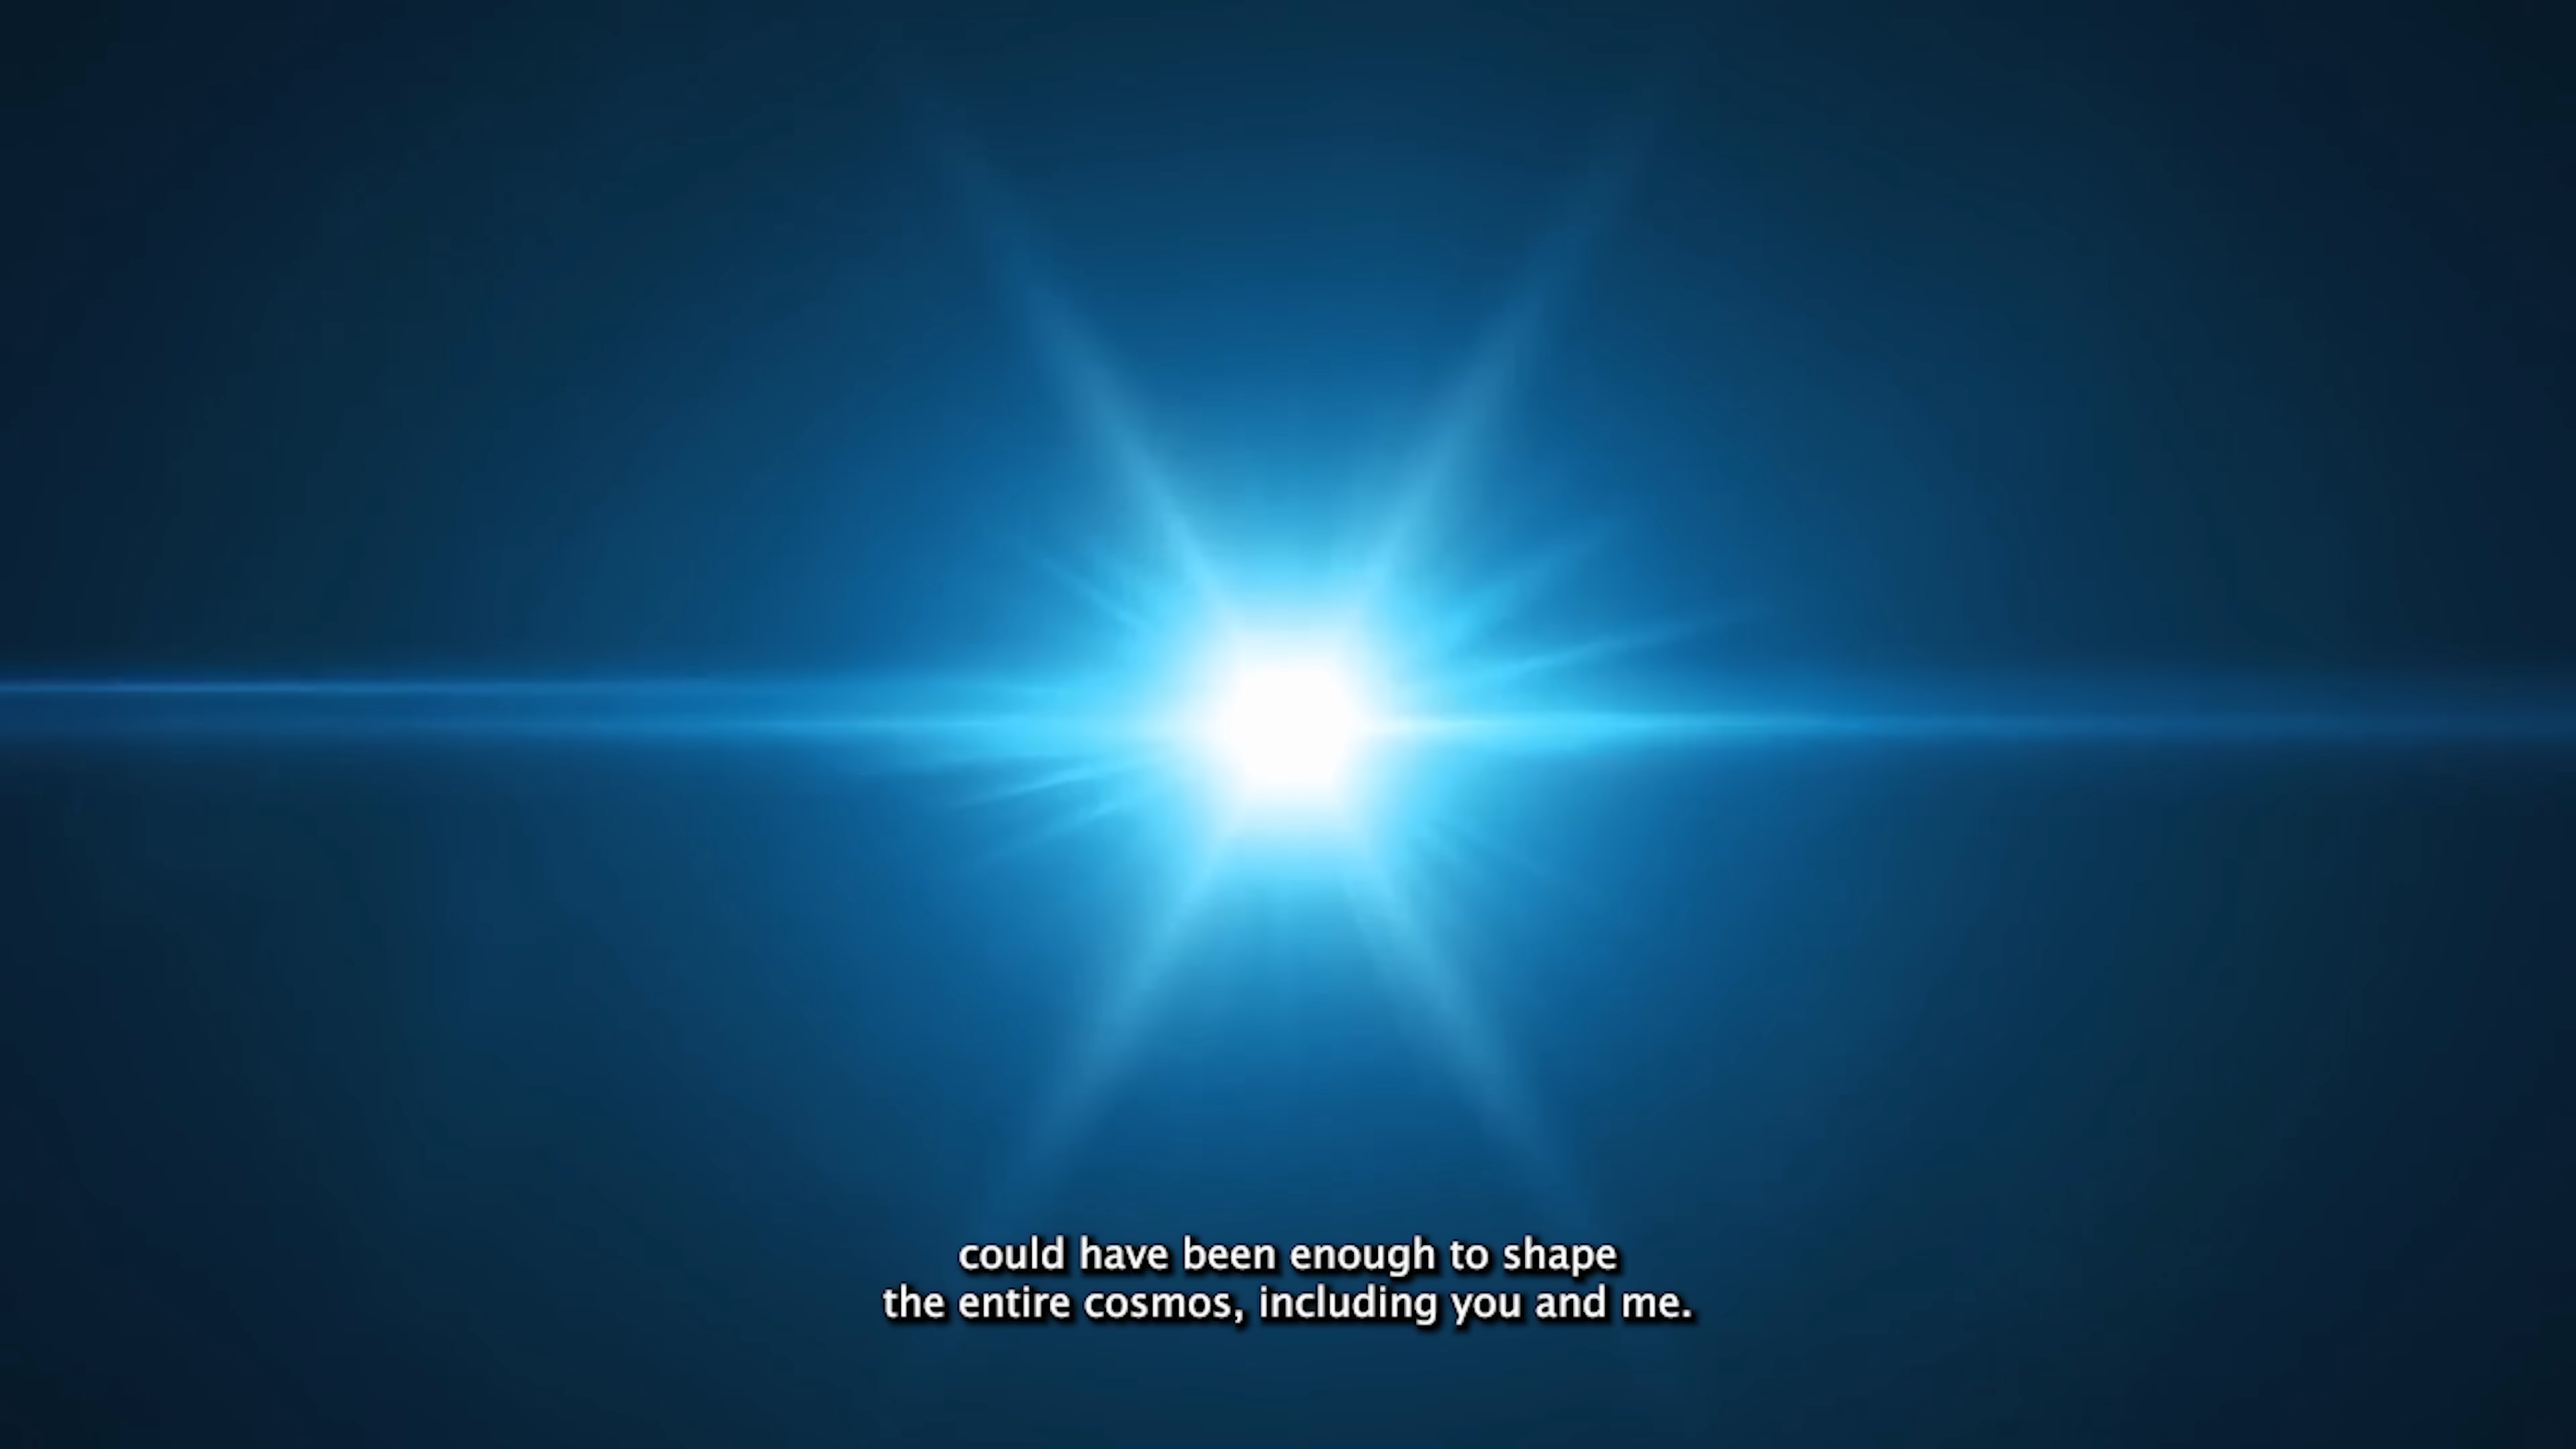 could have been enough to shape
the entire cosmos, including you and me.